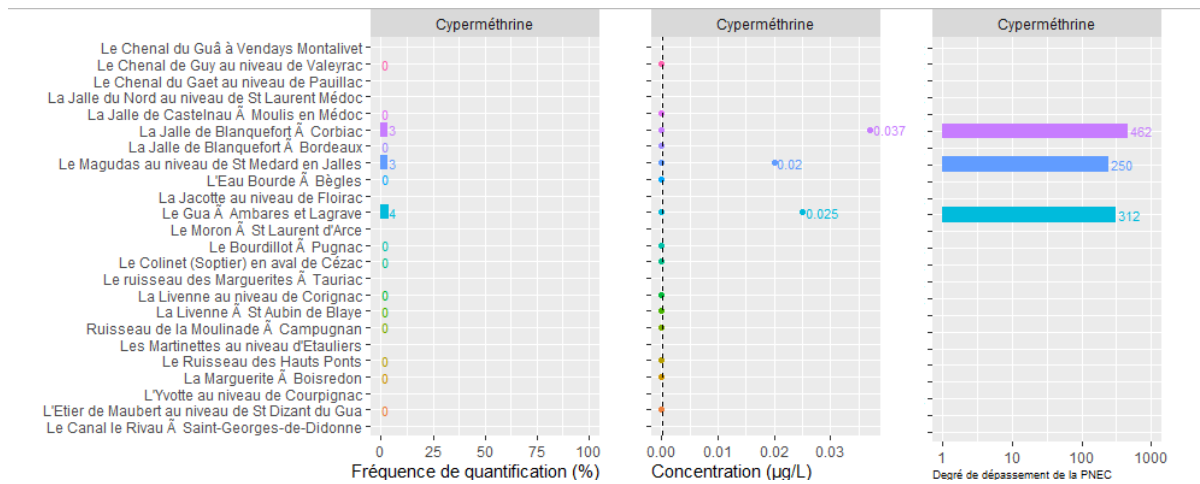 Cyperméthrine
Cyperméthrine
Cyperméthrine
Le Chenal du Guâ à Vendays Montalivet
Le Chenal de Guy au niveau de Valeyrac
0
Le Chenal du Gaet au niveau de Pauillac
La Jalle du Nord au niveau de St Laurent Médoc
La Jalle de Castelnau Ã Moulis en Médoc
0
La Jalle de Blanquefort Ã Corbiac
3
0.037
462
La Jalle de Blanquefort Ã Bordeaux
0
Le Magudas au niveau de St Medard en Jalles
3
0.02
250
L'Eau Bourde Ã Bègles
0
La Jacotte au niveau de Floirac
Le Gua Ã Ambares et Lagrave
4
0.025
312
Le Moron Ã St Laurent d'Arce
Le Bourdillot Ã Pugnac
0
Le Colinet (Soptier) en aval de Cézac
0
Le ruisseau des Marguerites Ã Tauriac
La Livenne au niveau de Corignac
0
La Livenne Ã St Aubin de Blaye
0
Ruisseau de la Moulinade Ã Campugnan
0
Les Martinettes au niveau d'Etauliers
Le Ruisseau des Hauts Ponts
0
La Marguerite Ã Boisredon
0
L'Yvotte au niveau de Courpignac
L'Etier de Maubert au niveau de St Dizant du Gua
0
Le Canal le Rivau Ã Saint-Georges-de-Didonne
0 25 50 75 100
0.00 0.01 0.02 0.03
1 10 100 1000
Fréquence de quantification (%)
Concentration (µg/L)
Degré de dépassement de la PNEC